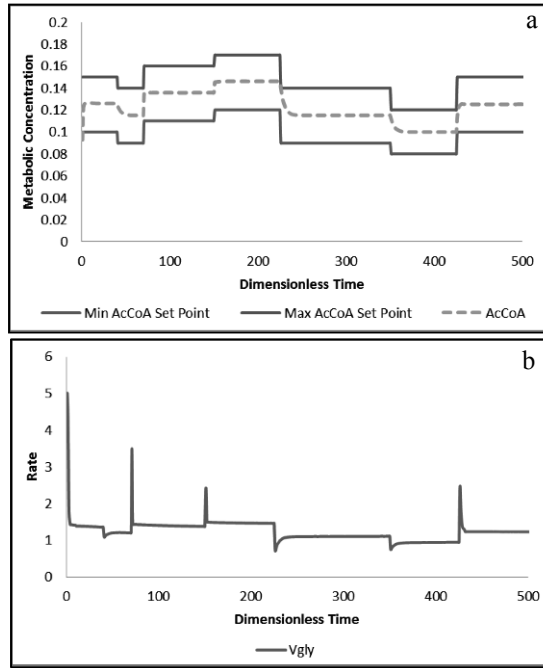 a
0.2
0.18
0.16
0.14
0.12
0.1
0.08
0.06
0.04
0.02
0
Metabolic Concentration
0 100 200 300 400 500
Dimensionless Time
Min AcCoA Set Point Max AcCoA Set Point AcCoA
b
6
5
4
3
2
1
0
Rate
0 100 200 300 400 500
Dimensionless Time
Vgly